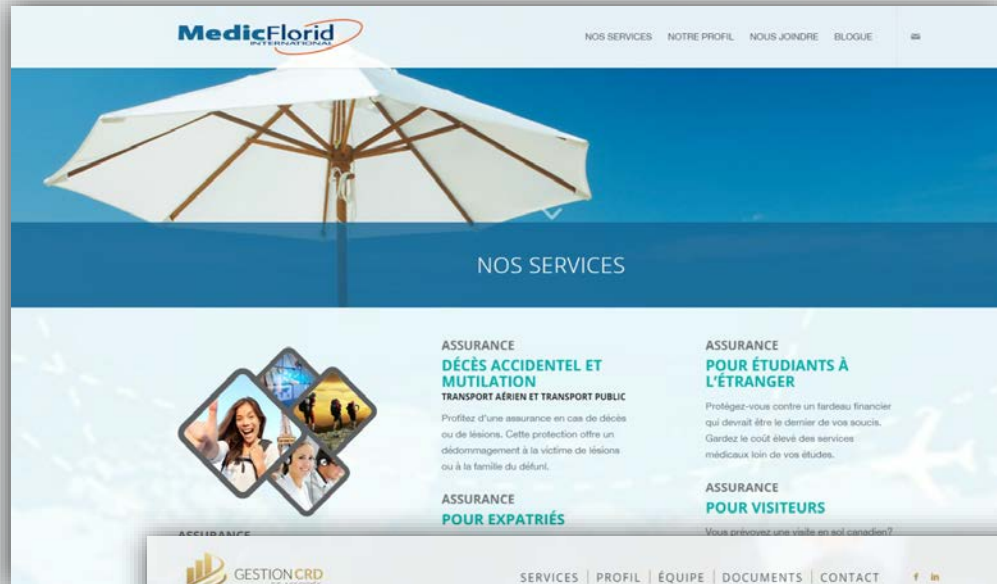 MedicFlorid
INTERNATIONAL
NOS SERVICES NOTRE PROFIL NOUS JOINDRE BLOGUE
NOS SERVICES
ASSURANCE
DÉCÈS ACCIDENTEL ET
MUTILATION
TRANSPORT AÉRIEN ET TRANSPORT PUBLIC
Profitez d'une assurance en cas de décès
ou de lésions. Cette protection offre un
dédommagement à la victime de lésions
ou à la famille du défunt.
ASSURANCE
POUR EXPATRIÉS
ASSURANCE
POUR ÉTUDIANTS À
L'ÉTRANGER
Protégez-vous contre un fardeau financier
qui devrait être le dernier de vos soucis.
Gardez le coût élevé des services
médicaux loin de vos études.
ASSURANCE
POUR VISITEURS
Vous prévoyez une visite en sol canadien?
ASSURANCE
GESTION CRD
SERVICES | PROFIL | ÉQUIPE | DOCUMENTS | CONTACT f in